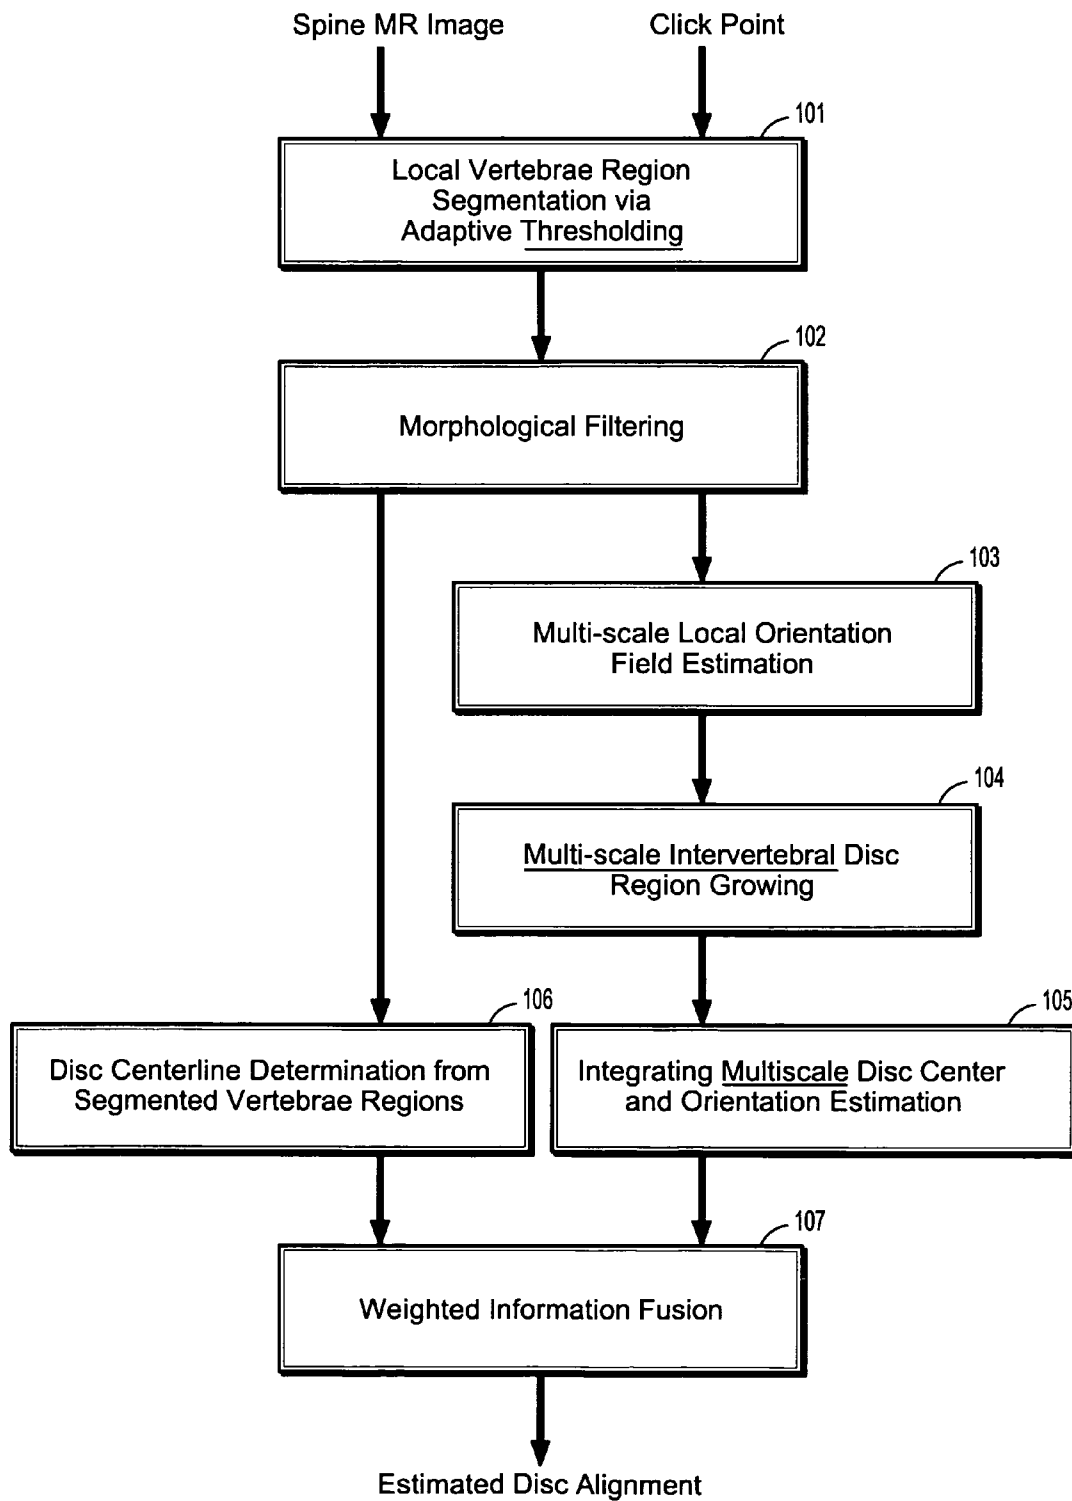 Spine MR Image
Click Point
101
Local Vertebrae Region
Segmentation via
Adaptive Thresholding
102
Morphological Filtering
103
Multi-scale Local Orientation
Field Estimation
104
Multi-scale Intervertebral Disc
Region Growing
106
Disc Centerline Determination from
Segmented Vertebrae Regions
105
Integrating Multiscale Disc Center
and Orientation Estimation
107
Weighted Information Fusion
Estimated Disc Alignment